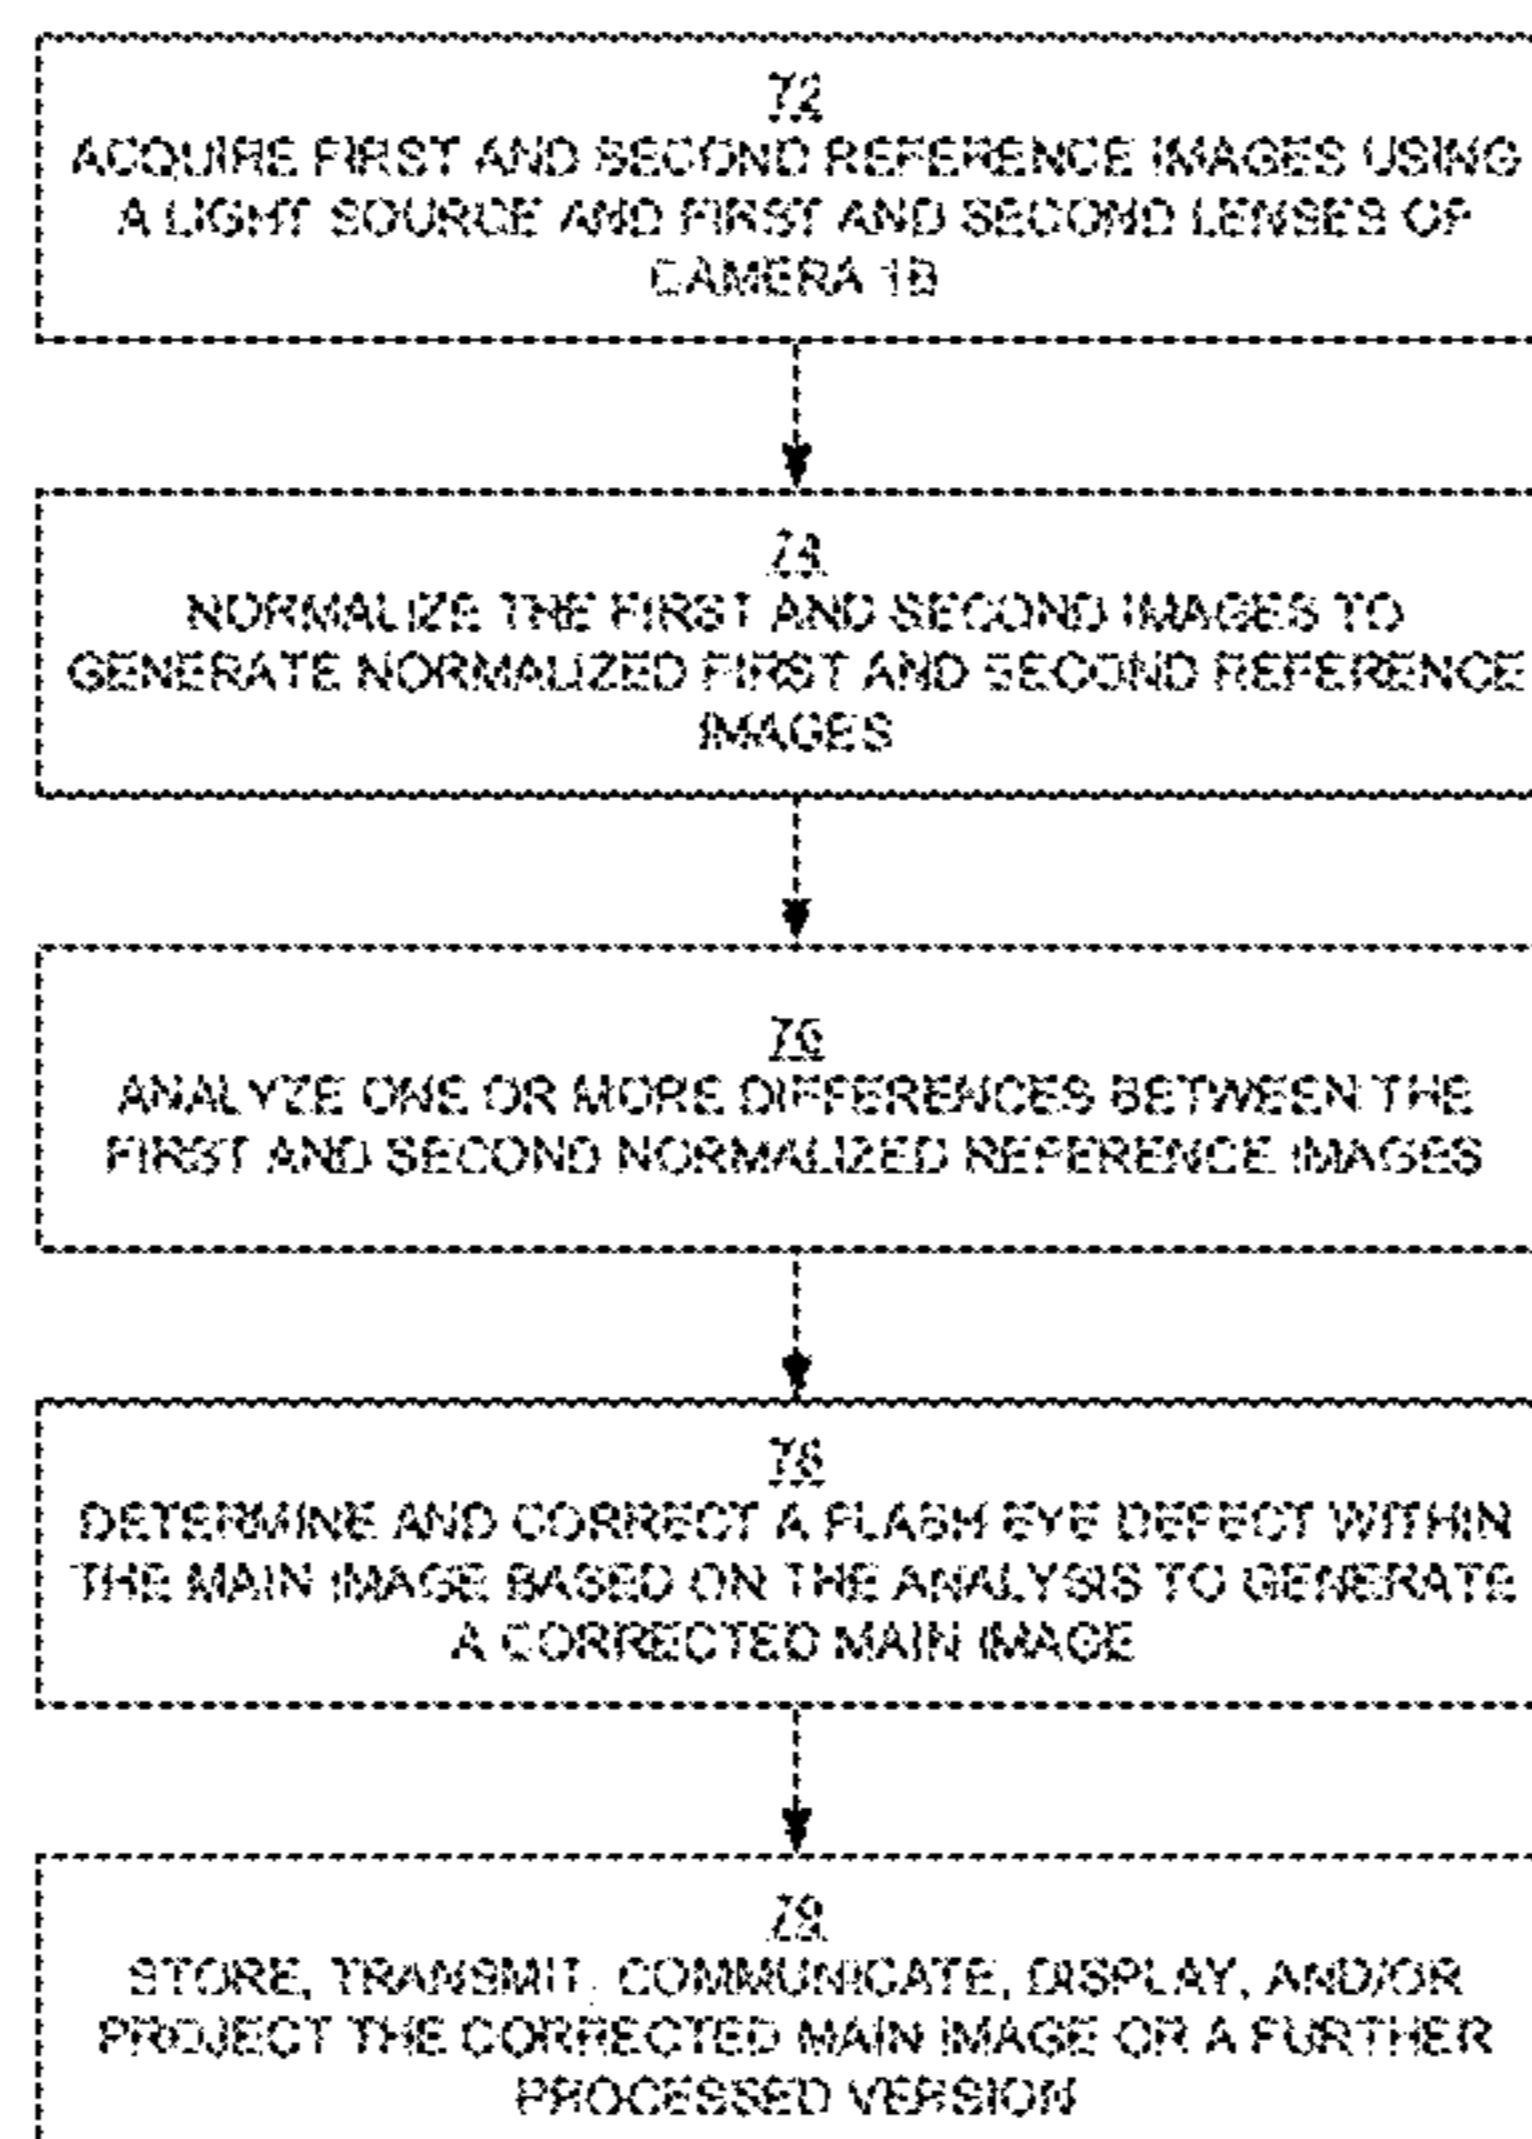 72
ACQUIRE FIRST AND SECOND REFERENCE IMAGES USING
A LIGHT SOURCE AND FIRST AND SECOND LENSES OF
CAMERA 1B
74
NORMALIZE THE FIRST AND SECOND IMAGES TO
GENERATE NORMALIZED FIRST AND SECOND REFERENCE
IMAGES
76
ANALYZE ONE OR MORE DIFFERENCES BETWEEN THE
FIRST AND SECOND NORMALIZED REFERENCE IMAGES
78
DETERMINE AND CORRECT A FLASH EYE DEFECT WITHIN
THE MAIN IMAGE BASED ON THE ANALYSIS TO GENERATE
A CORRECTED MAIN IMAGE
79
STORE, TRANSMIT, COMMUNICATE, DISPLAY, AND/OR
PROJECT THE CORRECTED MAIN IMAGE OR A FURTHER
PROCESSED VERSION